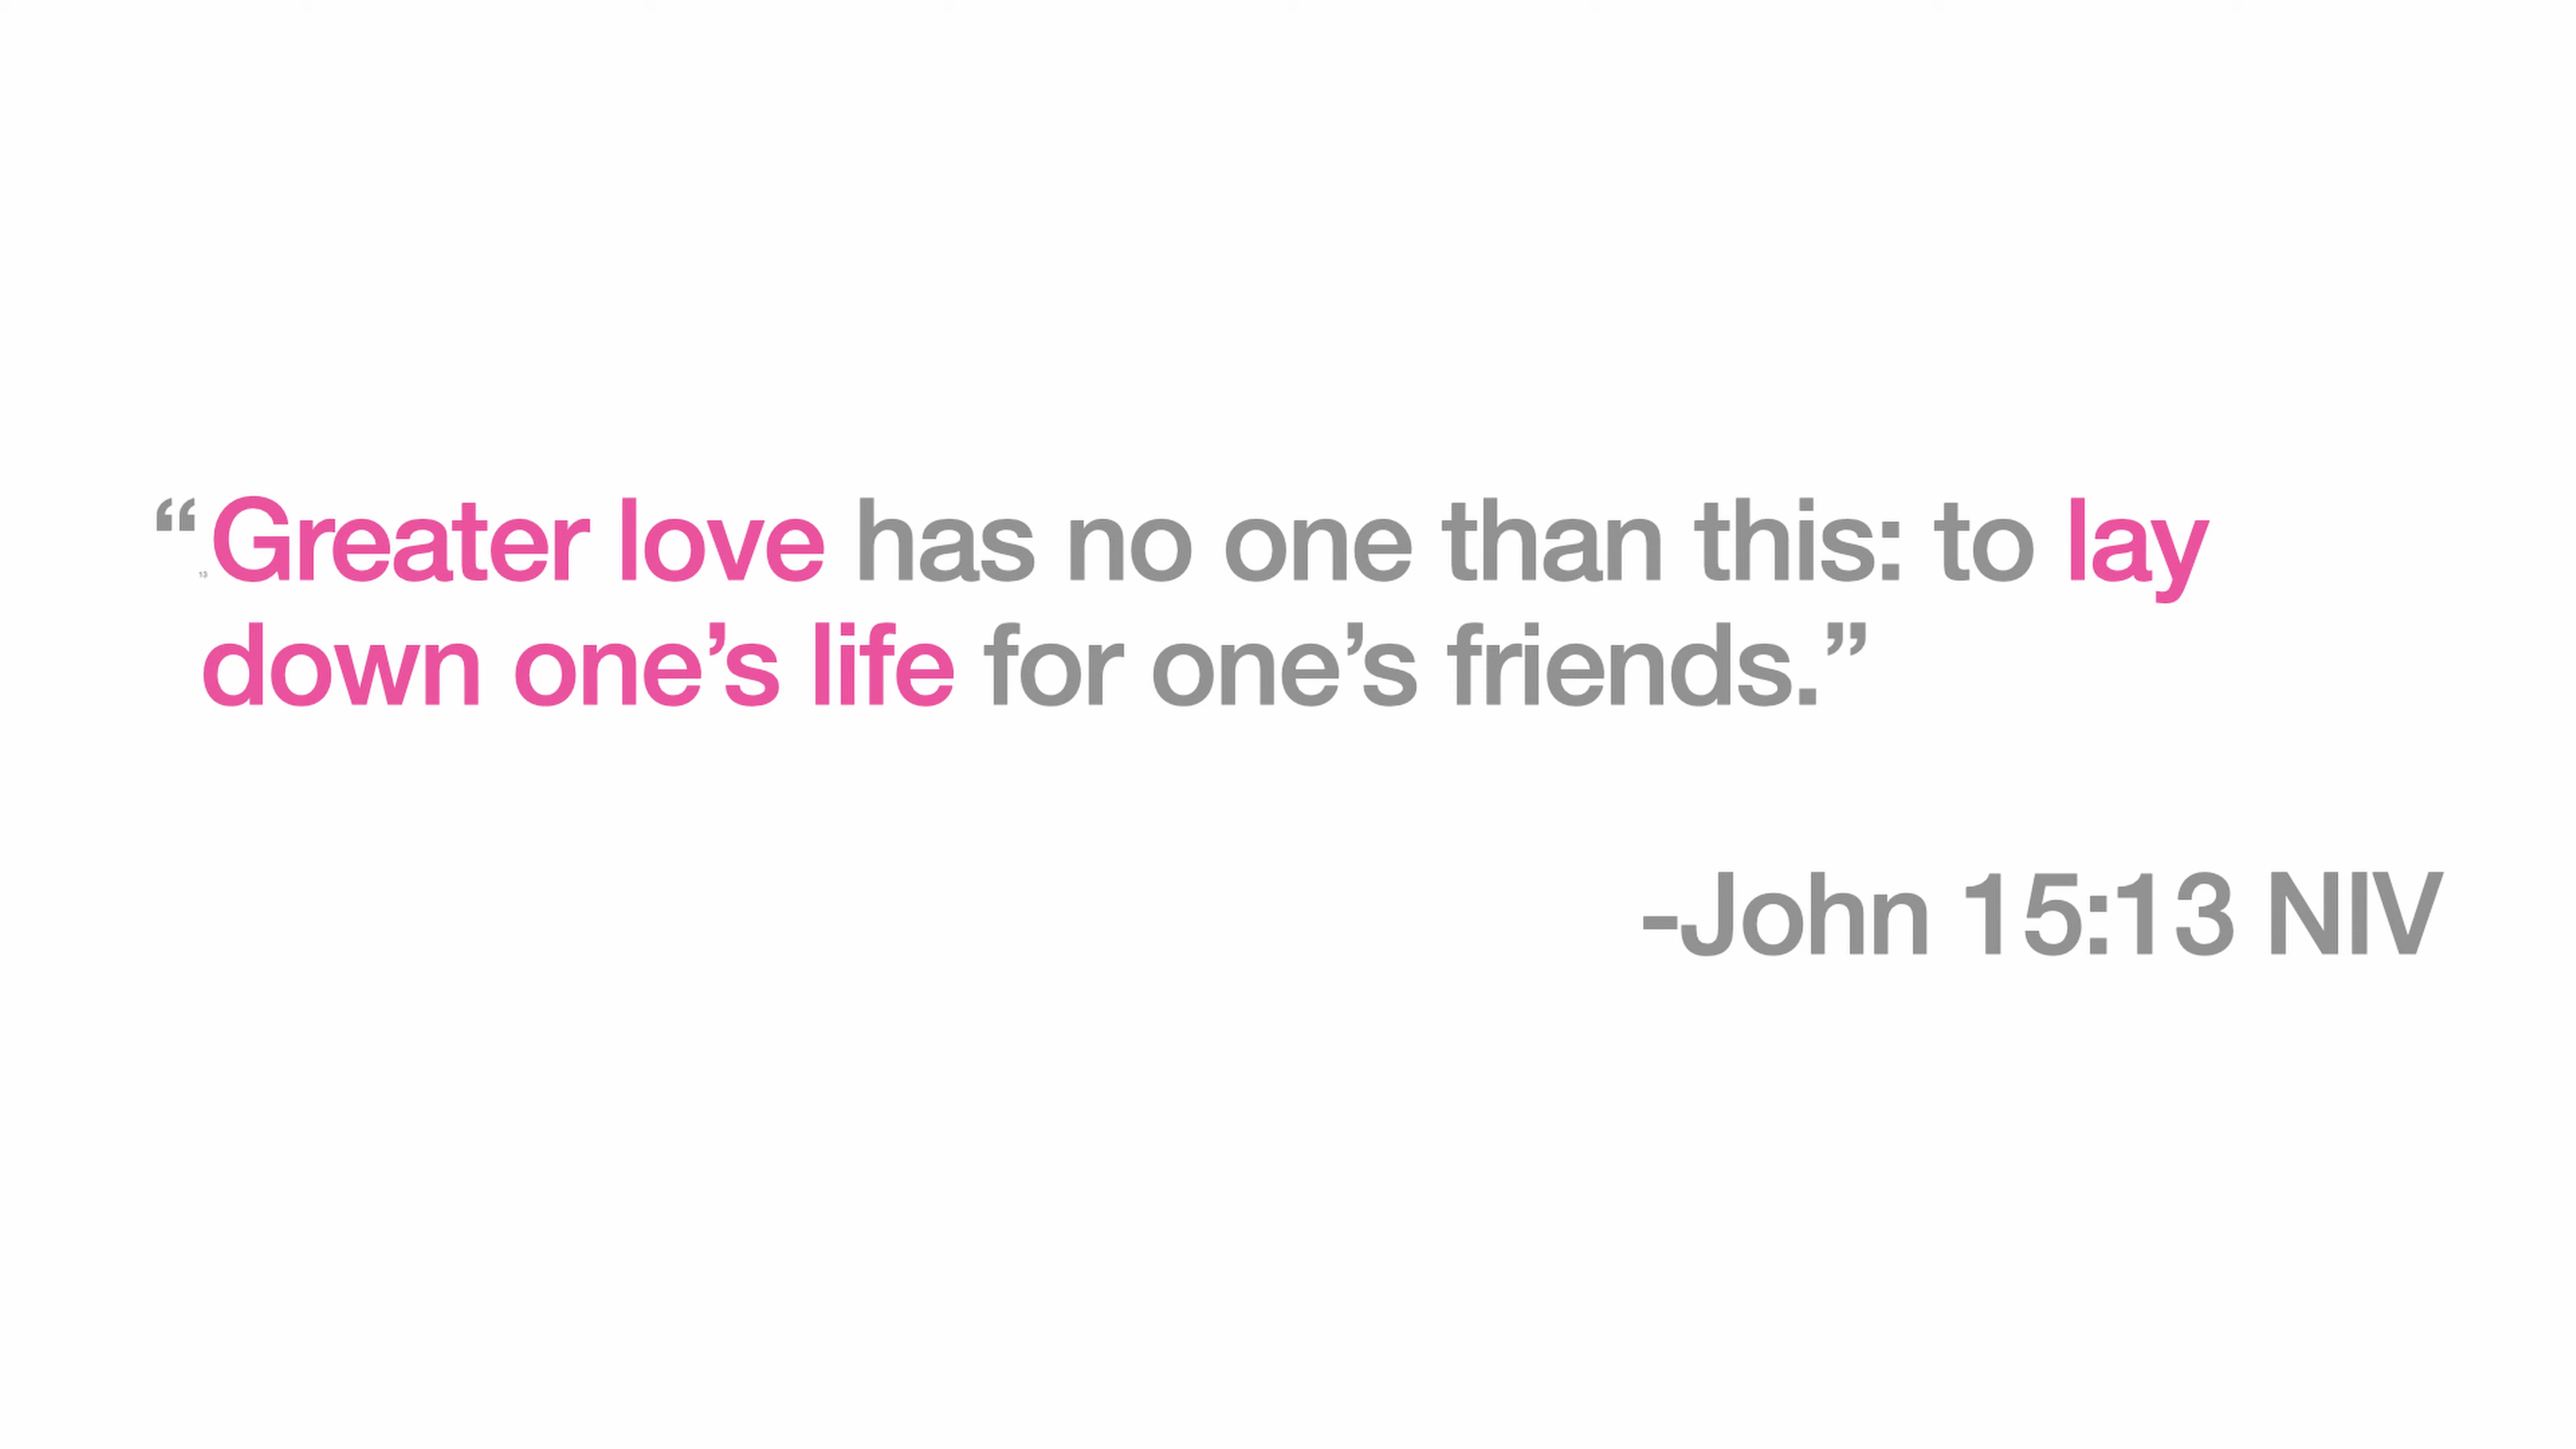 “13 Greater love has no one than this: to lay
down one’s life for one’s friends.”
-John 15:13 NIV